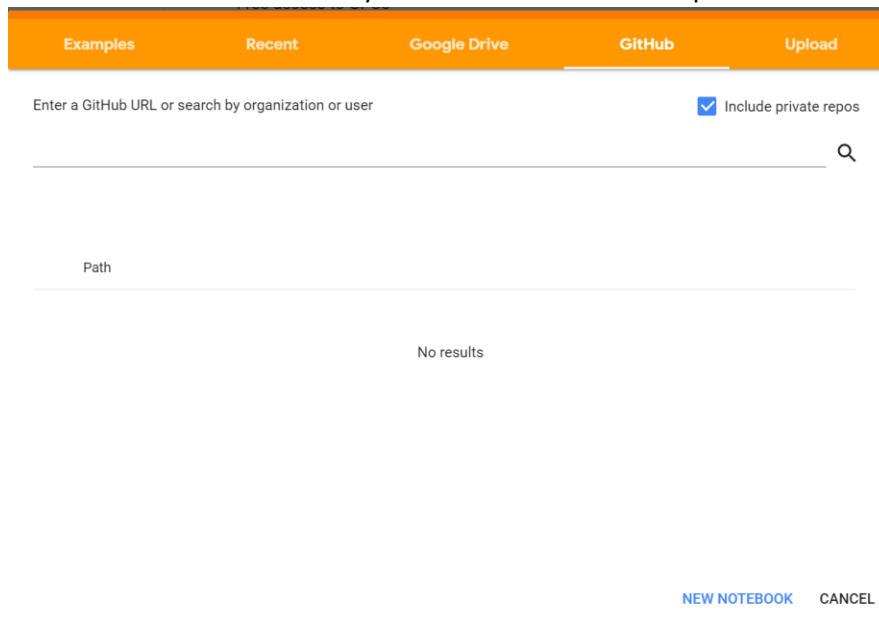 Examples Recent Google Drive GitHub Upload
Enter a GitHub URL or search by organization or user Include private repos
Path
No results
NEW NOTEBOOK CANCEL